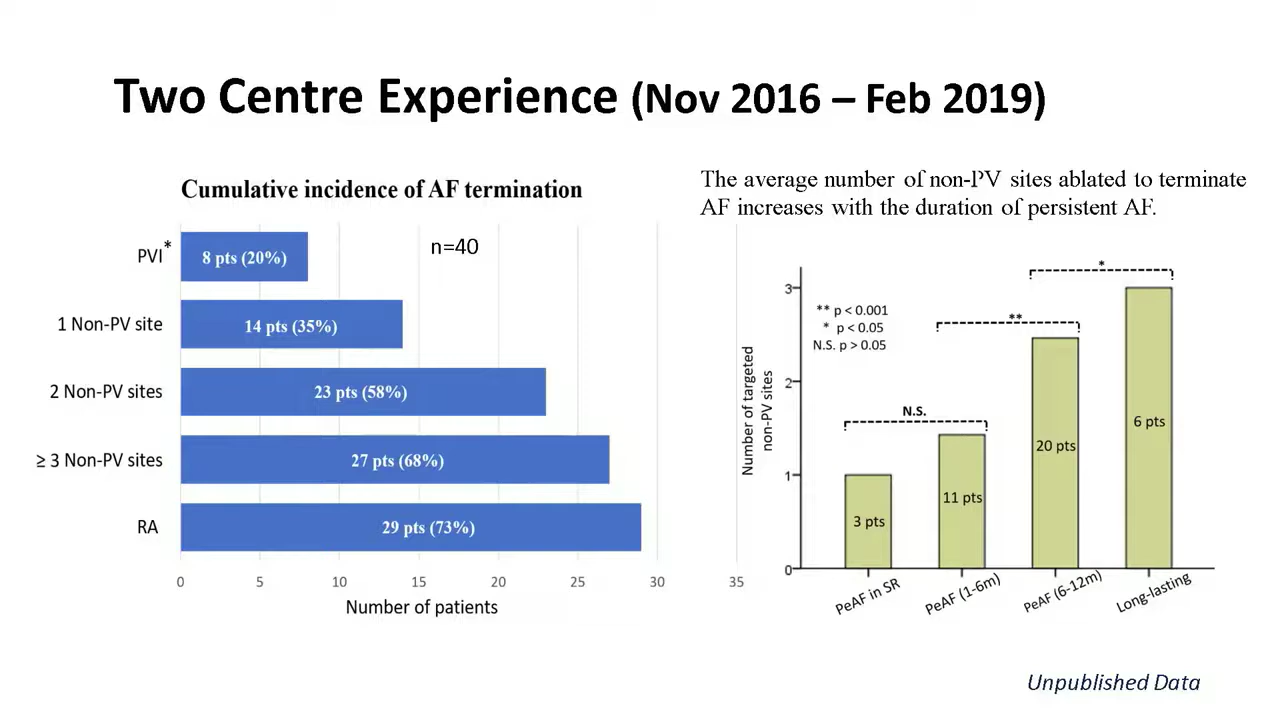 Two Centre Experience (Nov 2016 – Feb 2019)
Cumulative incidence of AF termination
n=40
PVI*
8 pts (20%)
1 Non-PV site
14 pts (35%)
2 Non-PV sites
23 pts (58%)
≥ 3 Non-PV sites
27 pts (68%)
RA
29 pts (73%)
0 5 10 15 20 25 30 35
Number of patients
The average number of non-PV sites ablated to terminate
AF increases with the duration of persistent AF.
** p < 0.001
* p < 0.05
N.S. p > 0.05
N.S.
**
*
Number of targeted
non-PV sites
3
2
1
0
3 pts
11 pts
20 pts
6 pts
PeAF in SR
PeAF (1-6m)
PeAF (6-12m)
Long-lasting
Unpublished Data